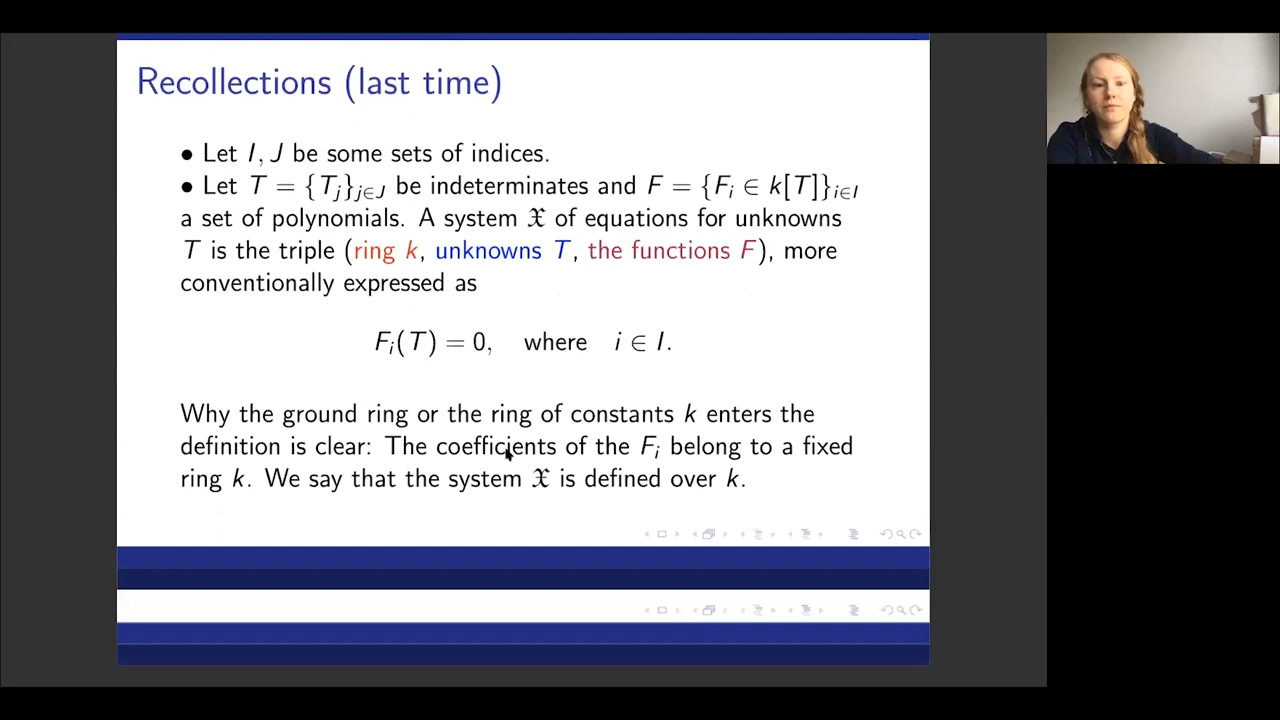 Recollections (last time)
• Let I, J be some sets of indices.
• Let T = {T_j}_{j∈J} be indeterminates and F = {F_i ∈ k[T]}_{i∈I}
a set of polynomials. A system 𝔛 of equations for unknowns
T is the triple (ring k, unknowns T, the functions F), more
conventionally expressed as
F_i(T) = 0, where i ∈ I.
Why the ground ring or the ring of constants k enters the
definition is clear: The coefficients of the F_i belong to a fixed
ring k. We say that the system 𝔛 is defined over k.